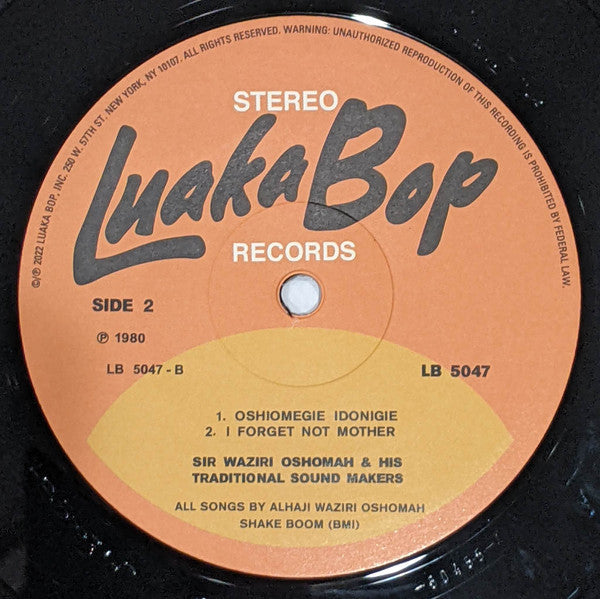 ©/℗ 2022 LUAKA BOP, INC. 250 W. 57TH ST. NEW YORK, NY 10107. ALL RIGHTS RESERVED. WARNING: UNAUTHORIZED REPRODUCTION OF THIS RECORDING IS PROHIBITED BY FEDERAL LAW.
STEREO
Luaka Bop
RECORDS
SIDE 2
℗ 1980
LB 5047 - B
LB 5047
1. OSHIOMEGIE IDONIGIE
2. I FORGET NOT MOTHER
SIR WAZIRI OSHOMAH & HIS
TRADITIONAL SOUND MAKERS
ALL SONGS BY ALHAJI WAZIRI OSHOMAH
SHAKE BOOM (BMI)